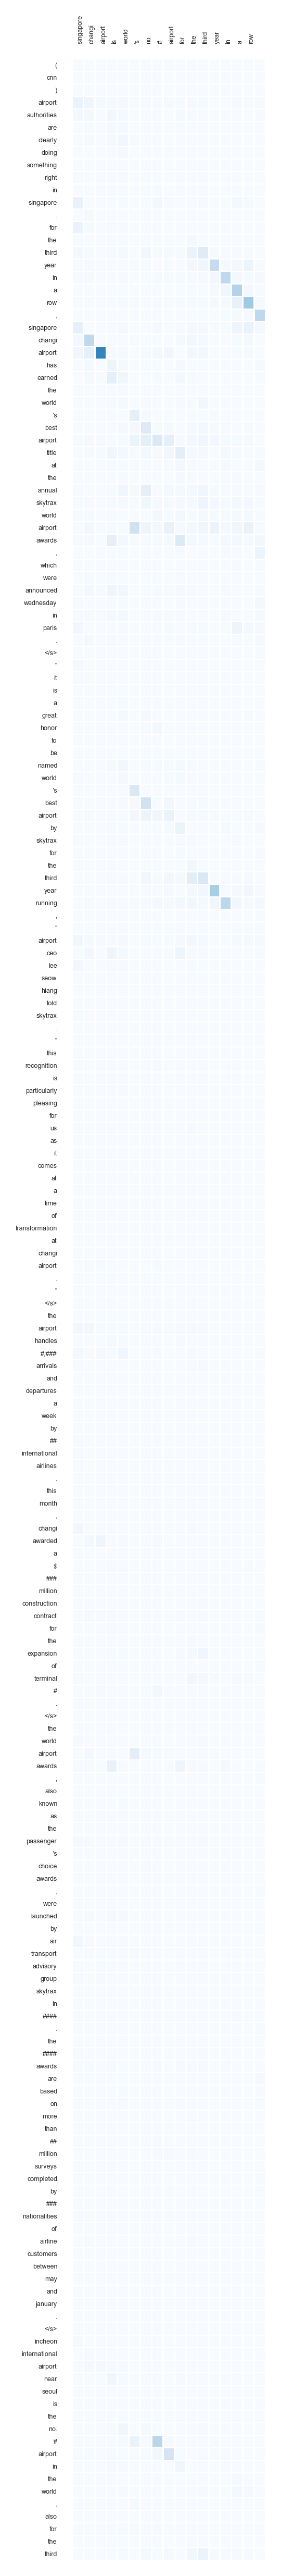 singapore changi airport is world 's no. # airport for the third year in a row
(
cnn
)
airport
authorities
are
clearly
doing
something
right
in
singapore
.
for
the
third
year
in
a
row
,
singapore
changi
airport
has
earned
the
world
's
best
airport
title
at
the
annual
skytrax
world
airport
awards
,
which
were
announced
wednesday
in
paris
.
</s>
"
it
is
a
great
honor
to
be
named
world
's
best
airport
by
skytrax
for
the
third
year
running
,
"
airport
ceo
lee
seow
hiang
told
skytrax
.
"
this
recognition
is
particularly
pleasing
for
us
as
it
comes
at
a
time
of
transformation
at
changi
airport
.
"
</s>
the
airport
handles
#,###
arrivals
and
departures
a
week
by
##
international
airlines
.
this
month
,
changi
awarded
a
$
###
million
construction
contract
for
the
expansion
of
terminal
#
.
</s>
the
world
airport
awards
,
also
known
as
the
passenger
's
choice
awards
,
were
launched
by
air
transport
advisory
group
skytrax
in
####
.
the
####
awards
are
based
on
more
than
##
million
surveys
completed
by
###
nationalities
of
airline
customers
between
may
and
january
.
</s>
incheon
international
airport
near
seoul
is
the
no.
#
airport
in
the
world
,
also
for
the
third